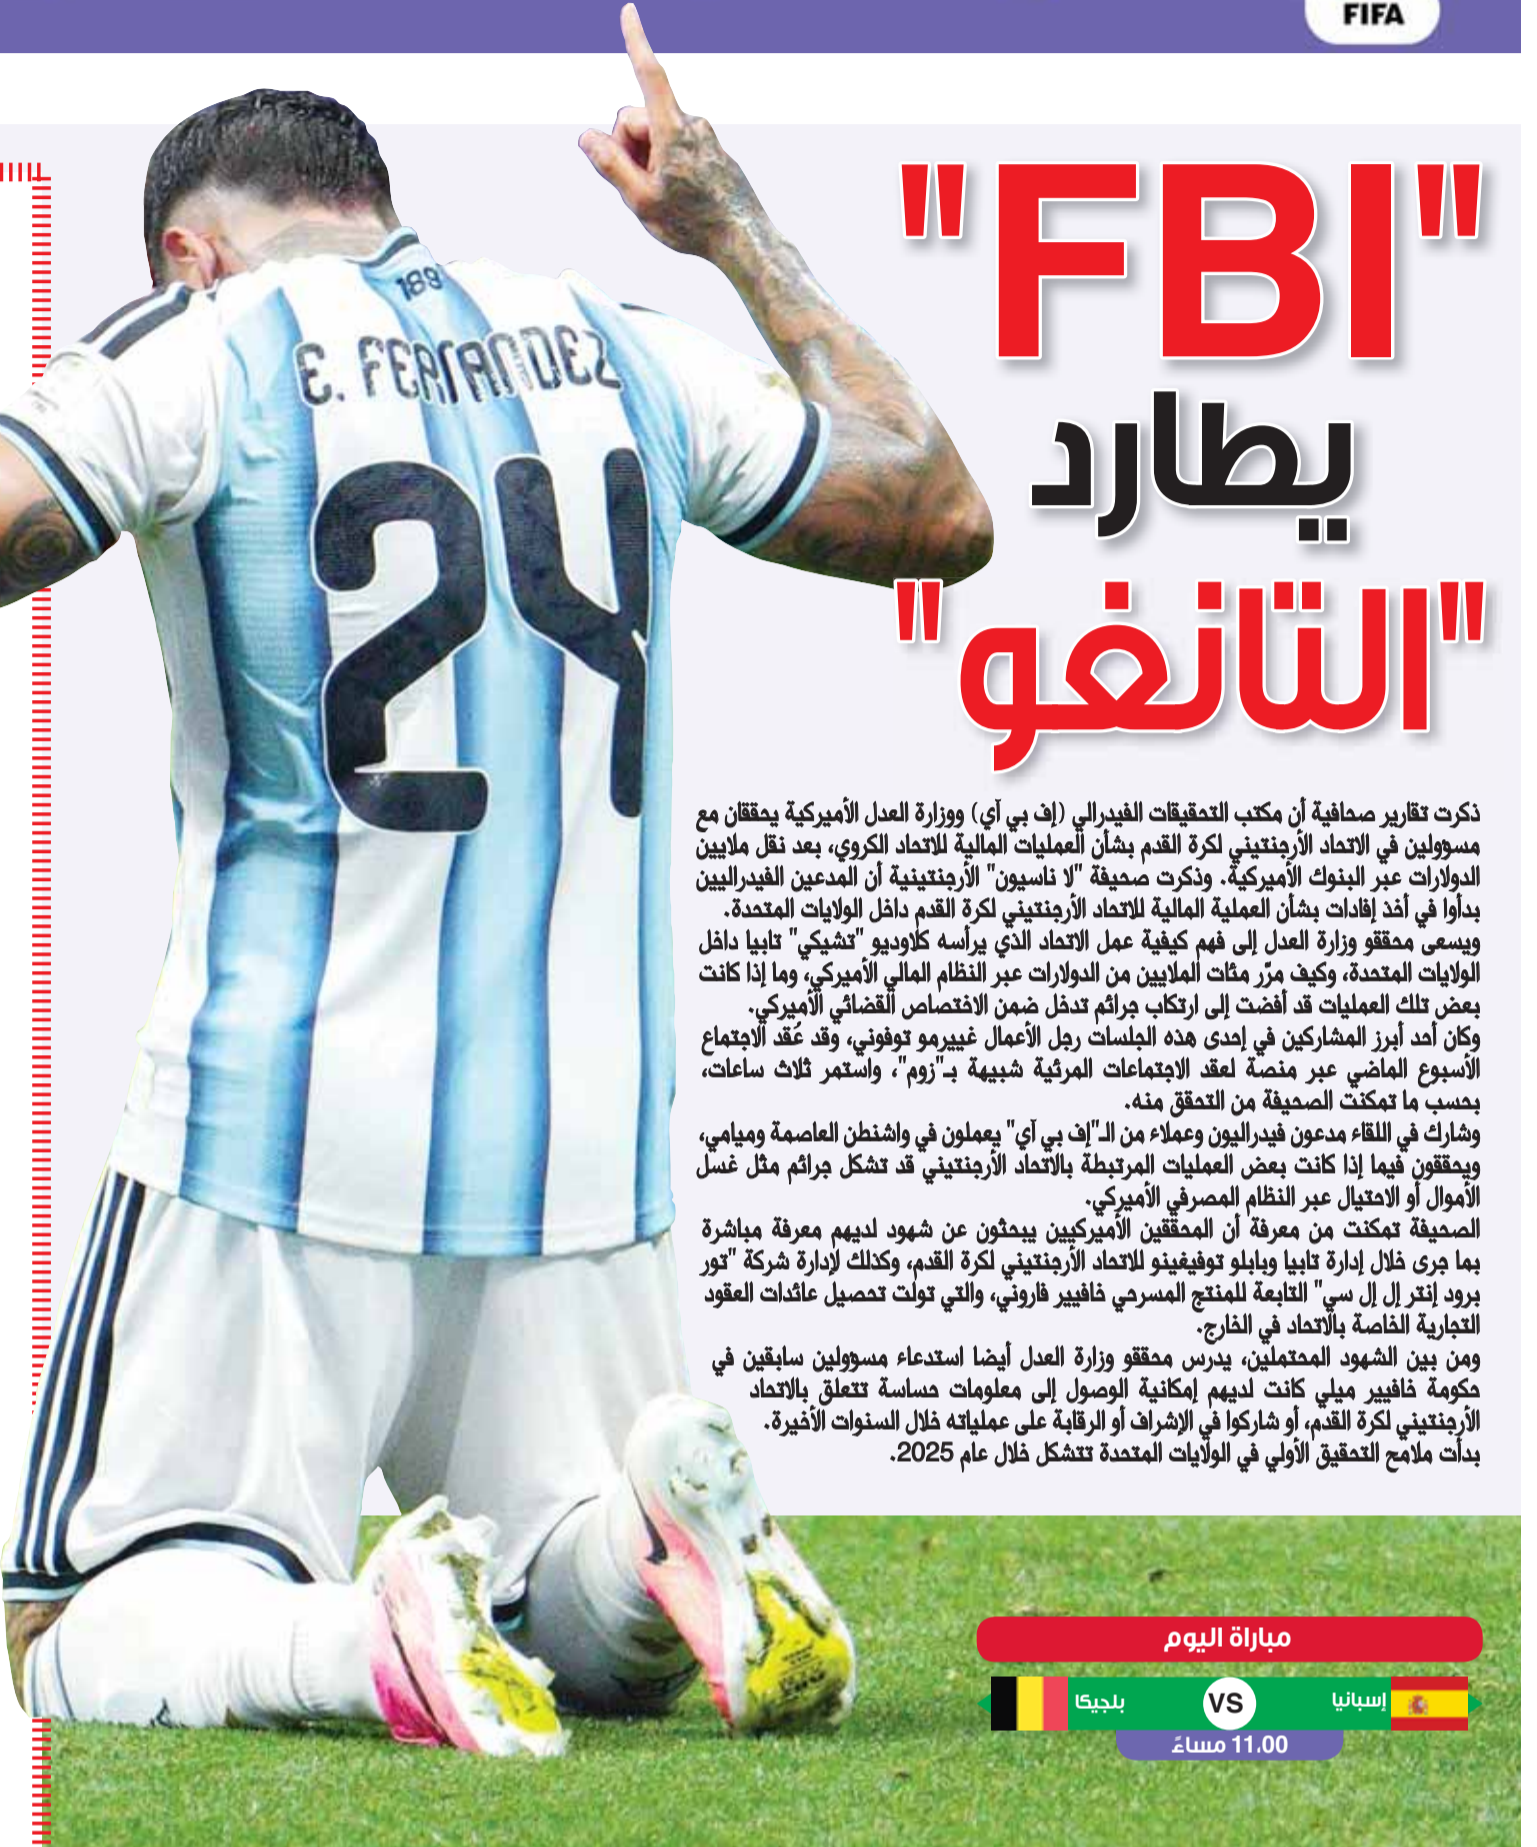 FIFA
"FBI"
يطارد
"التانغو"
189
E. FERNANDEZ
24
ذكرت تقارير صحافية أن مكتب التحقيقات الفيدرالي (إف بي آي) ووزارة العدل الأميركية يحققان مع
مسؤولين في الاتحاد الأرجنتيني لكرة القدم بشأن العمليات المالية للاتحاد الكروي، بعد نقل ملايين
الدولارات عبر البنوك الأميركية. وذكرت صحيفة "لا ناسيون" الأرجنتينية أن المدعين الفيدراليين
بدأوا في أخذ إفادات بشأن العملية المالية للاتحاد الأرجنتيني لكرة القدم داخل الولايات المتحدة.
ويسعى محققو وزارة العدل إلى فهم كيفية عمل الاتحاد الذي يرأسه كلاوديو "تشيكي" تابيا داخل
الولايات المتحدة، وكيف مرّر مئات الملايين من الدولارات عبر النظام المالي الأميركي، وما إذا كانت
بعض تلك العمليات قد أفضت إلى ارتكاب جرائم تدخل ضمن الاختصاص القضائي الأميركي.
وكان أحد أبرز المشاركين في إحدى هذه الجلسات رجل الأعمال غييرمو توفوني، وقد عُقد الاجتماع
الأسبوع الماضي عبر منصة لعقد الاجتماعات المرئية شبيهة بـ"زوم"، واستمر ثلاث ساعات،
بحسب ما تمكنت الصحيفة من التحقق منه.
وشارك في اللقاء مدعون فيدراليون وعملاء من الـ"إف بي آي" يعملون في واشنطن العاصمة وميامي،
ويحققون فيما إذا كانت بعض العمليات المرتبطة بالاتحاد الأرجنتيني قد تشكل جرائم مثل غسل
الأموال أو الاحتيال عبر النظام المصرفي الأميركي.
الصحيفة تمكنت من معرفة أن المحققين الأميركيين يبحثون عن شهود لديهم معرفة مباشرة
بما جرى خلال إدارة تابيا وبابلو توفيغينو للاتحاد الأرجنتيني لكرة القدم، وكذلك لإدارة شركة "تور
برود إنتر إل إل سي" التابعة للمنتج المسرحي خافيير فاروني، والتي تولت تحصيل عائدات العقود
التجارية الخاصة بالاتحاد في الخارج.
ومن بين الشهود المحتملين، يدرس محققو وزارة العدل أيضا استدعاء مسؤولين سابقين في
حكومة خافيير ميلي كانت لديهم إمكانية الوصول إلى معلومات حساسة تتعلق بالاتحاد
الأرجنتيني لكرة القدم، أو شاركوا في الإشراف أو الرقابة على عملياته خلال السنوات الأخيرة.
بدأت ملامح التحقيق الأولي في الولايات المتحدة تتشكل خلال عام 2025.
مباراة اليوم
إسبانيا VS بلجيكا
11.00 مساءً